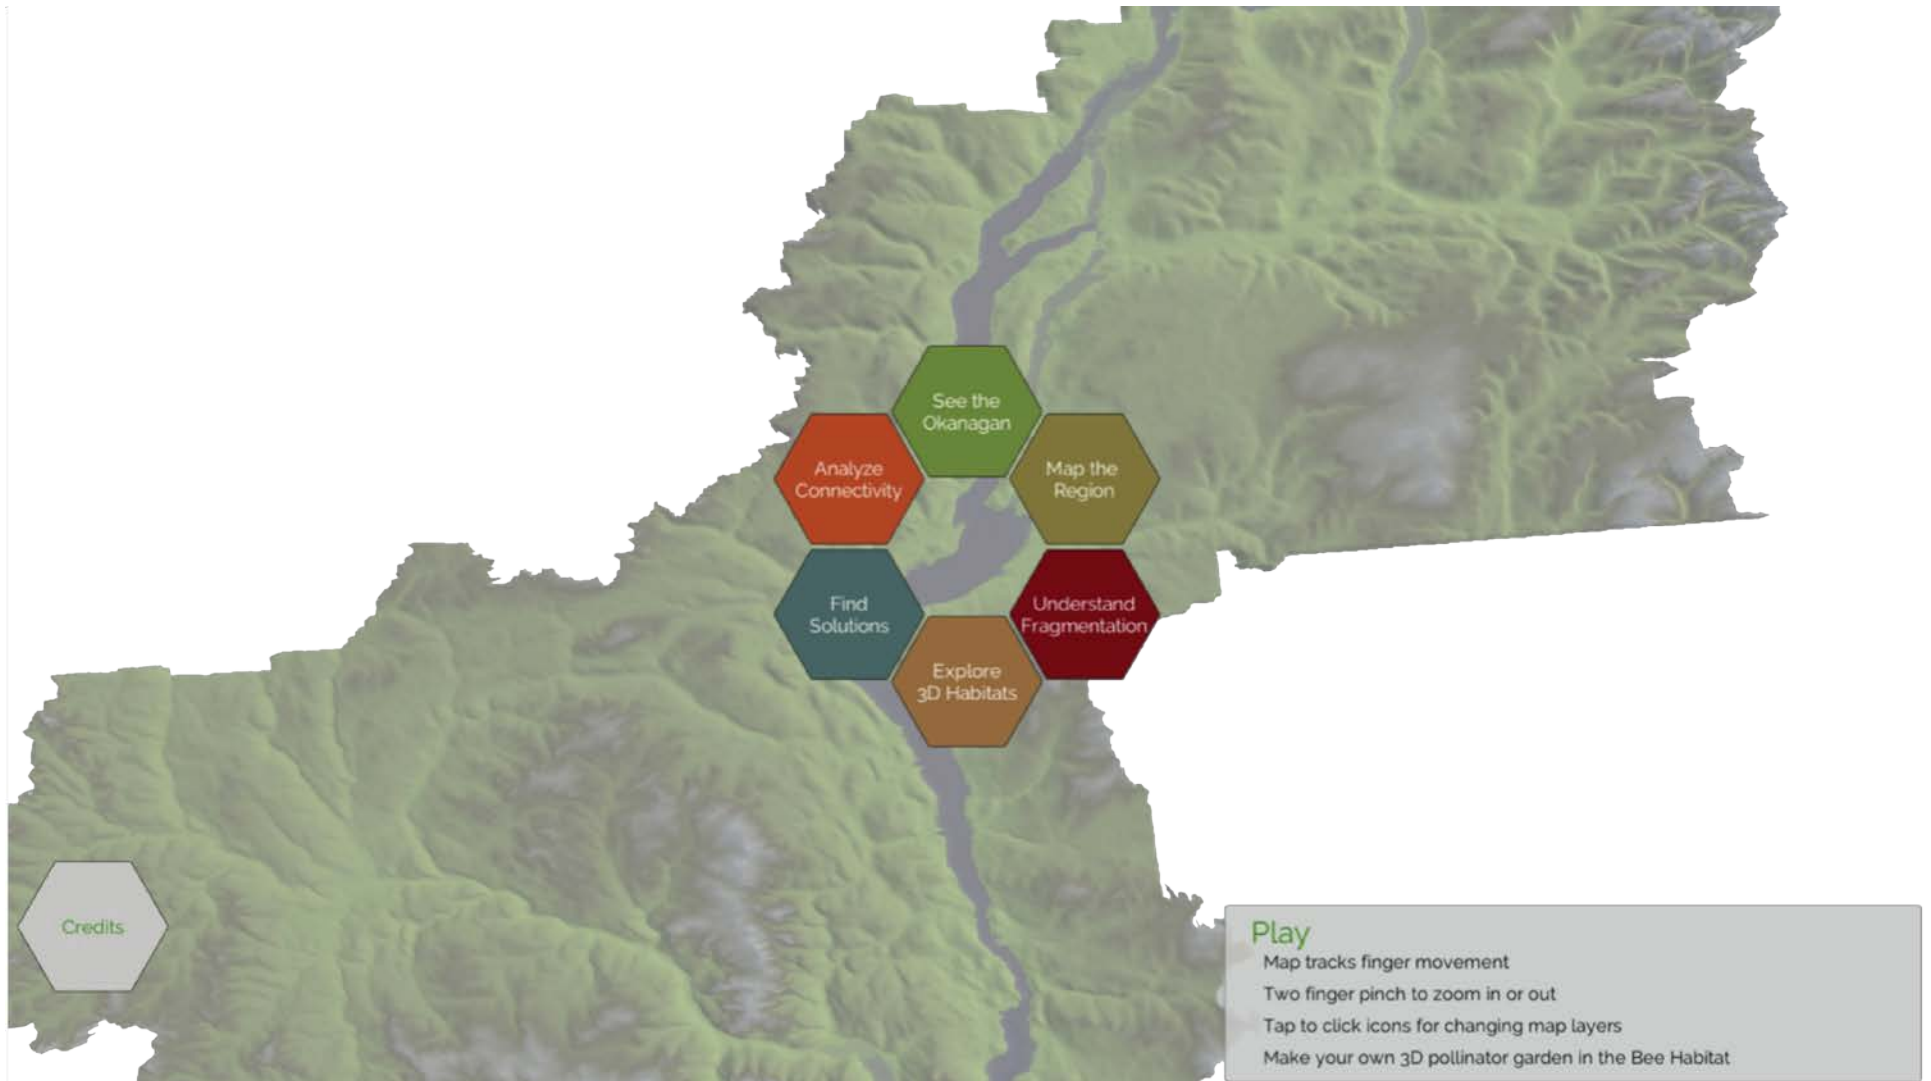 See the
Okanagan
Analyze
Connectivity
Map the
Region
Find
Solutions
Understand
Fragmentation
Explore
3D Habitats
Credits
Play
Map tracks finger movement
Two finger pinch to zoom in or out
Tap to click icons for changing map layers
Make your own 3D pollinator garden in the Bee Habitat